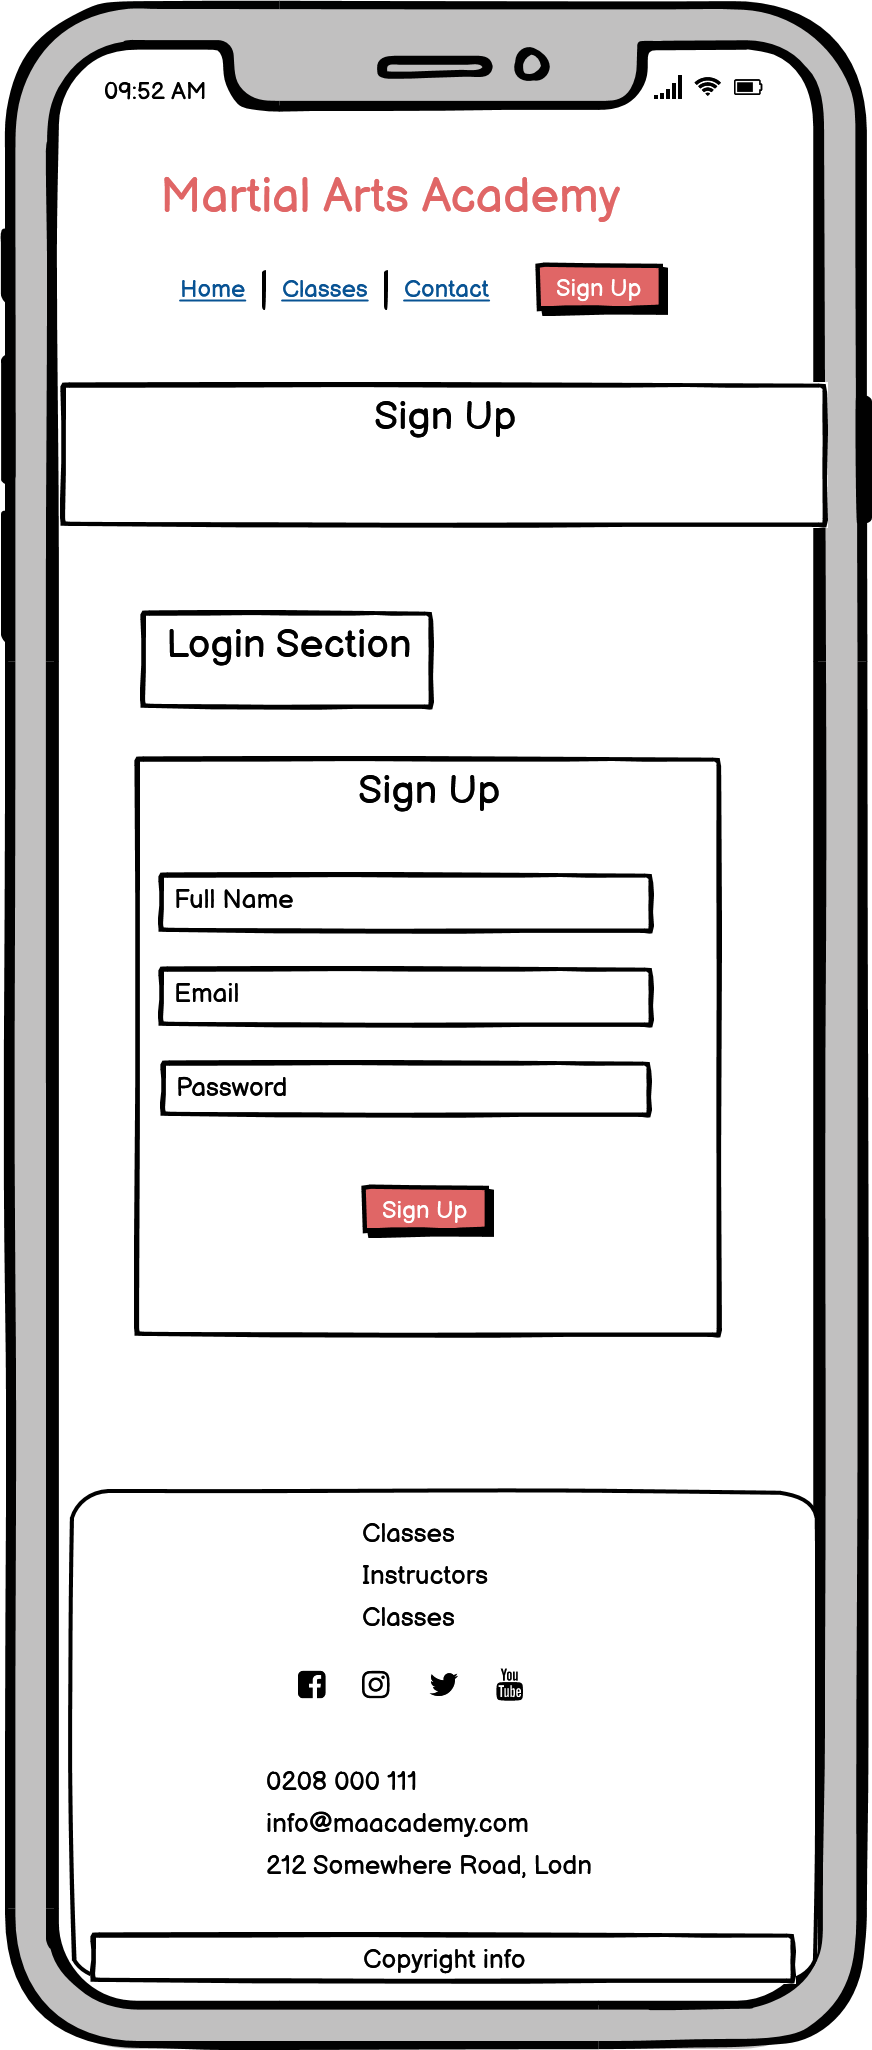 09:52 AM
Martial Arts Academy
Home Classes Contact Sign Up
Sign Up
Login Section
Sign Up
Full Name
Email
Password
Sign Up
Classes
Instructors
Classes
You
Tube
0208 000 111
info@maacademy.com
212 Somewhere Road, Lodn
Copyright info